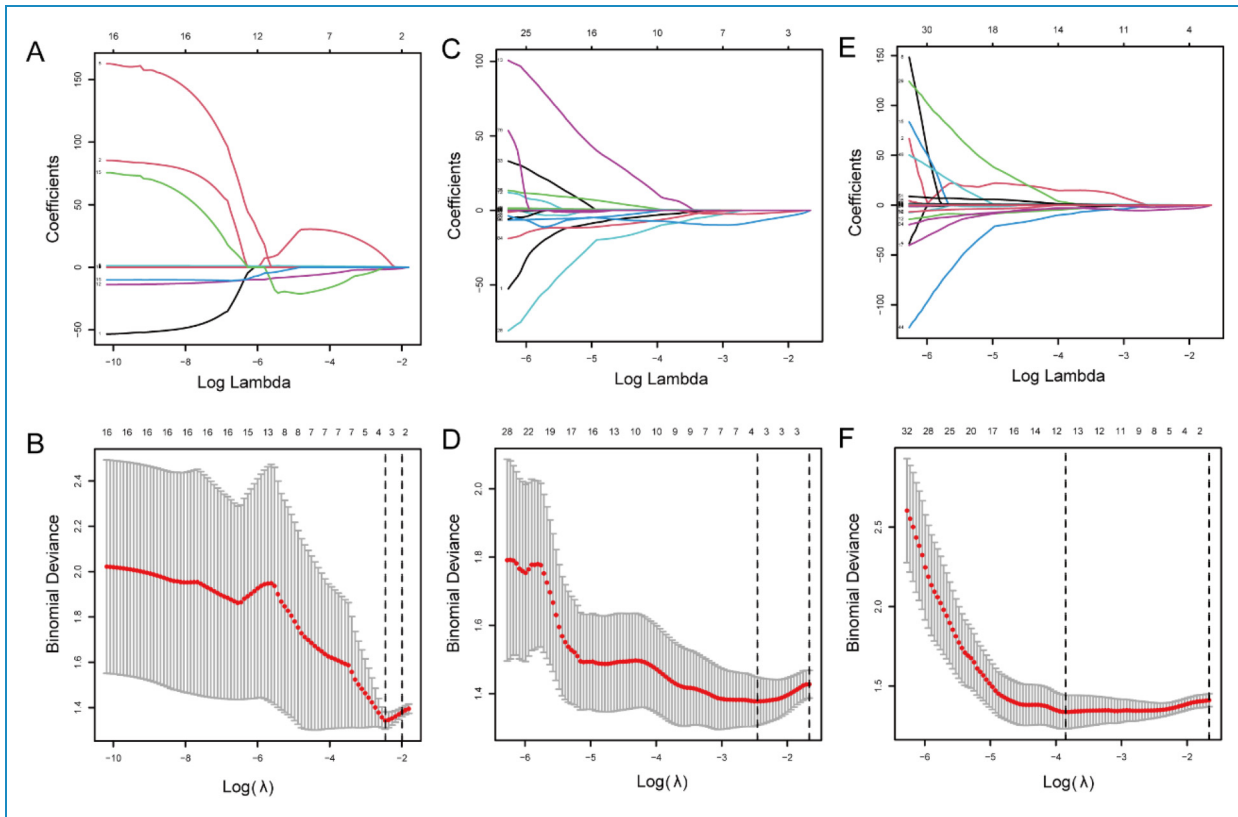 A
16 16 12 7 2
150
100
50
0
−50
Coefficients
−10 −8 −6 −4 −2
Log Lambda
C
25 16 10 7 3
100
50
0
−50
Coefficients
−6 −5 −4 −3 −2
Log Lambda
E
30 18 14 11 4
150
100
50
0
−50
−100
Coefficients
−6 −5 −4 −3 −2
Log Lambda
B
16 16 16 16 16 16 16 15 13 8 8 7 7 7 5 4 3 2
2.4
2.2
2.0
1.8
1.6
1.4
Binomial Deviance
−10 −8 −6 −4 −2
Log(λ)
D
28 22 19 17 16 13 10 10 9 9 7 7 7 4 3 3 3
2.0
1.8
1.6
1.4
Binomial Deviance
−6 −5 −4 −3 −2
Log(λ)
F
32 28 25 20 17 16 14 12 13 12 11 9 8 5 4 2
2.5
2.0
1.5
Binomial Deviance
−6 −5 −4 −3 −2
Log(λ)